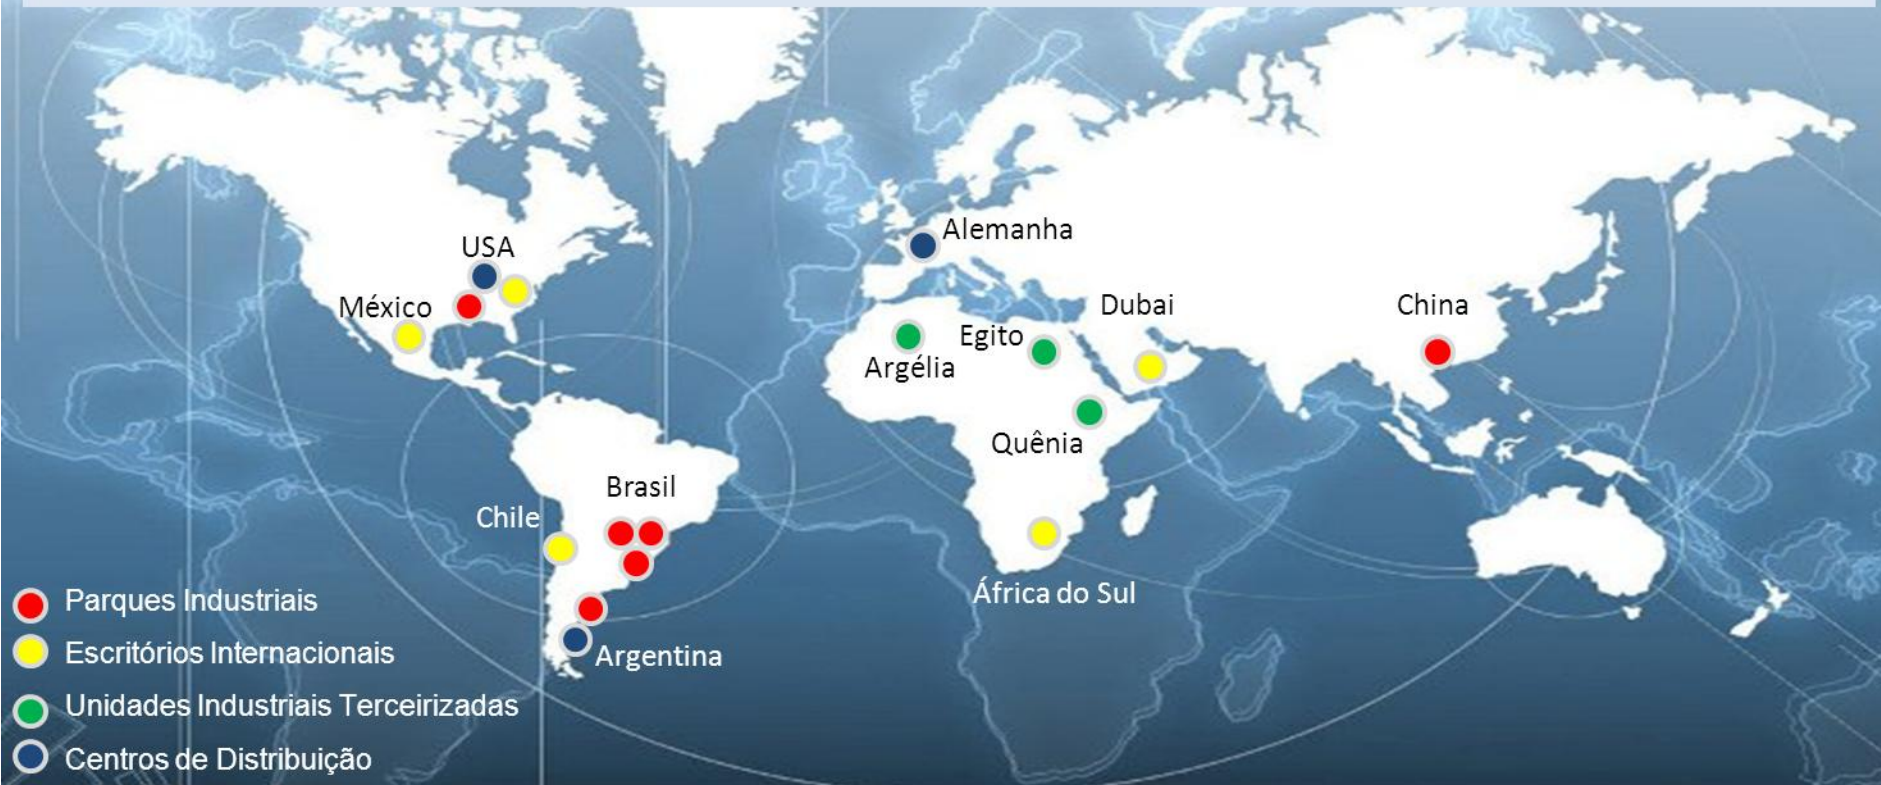 USA
Alemanha
México
Dubai
China
Egito
Argélia
Quênia
Brasil
Chile
África do Sul
Argentina
Parques Industriais
Escritórios Internacionais
Unidades Industriais Terceirizadas
Centros de Distribuição